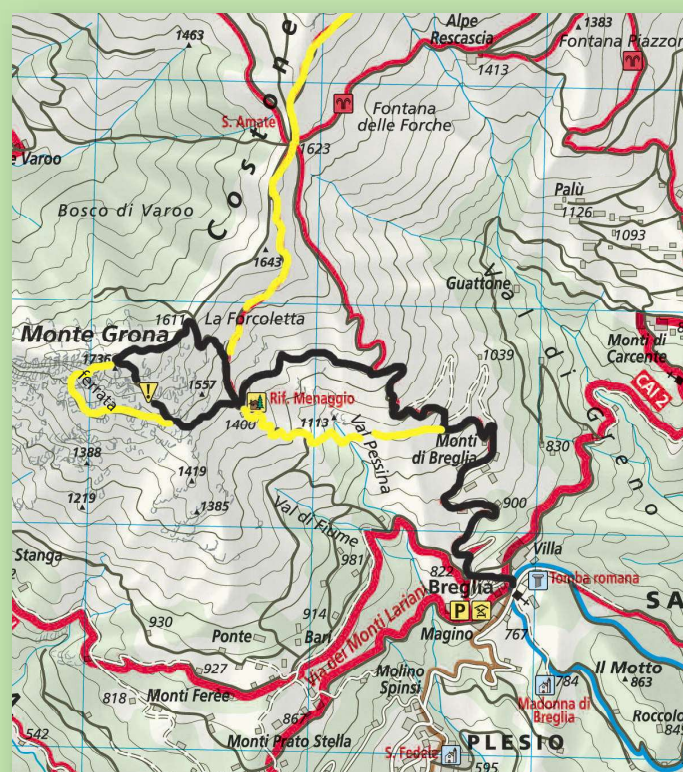 1463
Costone
Alpe
Rescascia
1413
1383
Fontana Piazzon
S. Amate
Fontana
delle Forche
1623
e Varoo
Bosco di Varoo
Palù
1126
1093
1643
Guattone
Val di Greno
1611
La Forcoletta
Monte Grona
1736
ferrata
!
1557
Rif. Menaggio
1400
1113
Val Pessina
1039
Monti di
Carcente
CAI 2
Monti
di Breglia
830
1388
1419
1219
1385
900
Val di Fiume
Stanga
981
Villa
822
Breglia
Tomba romana
P
SA
930
914
Ponte
Bari
Via dei Monti Lariani
Magino
767
927
Molino
Spinsi
Il Motto
784
863
818
Monti Ferèe
Madonna di
Breglia
Roccolo
542
867
Monti Prato Stella
S. Fedele
PLESIO
595